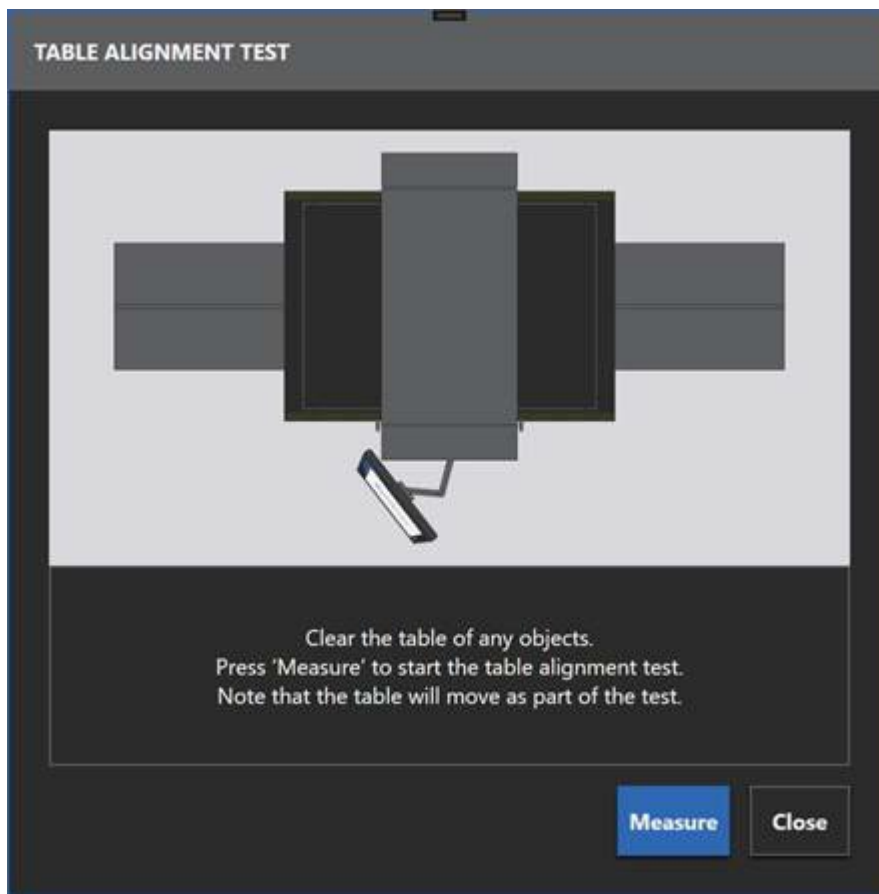 TABLE ALIGNMENT TEST
Clear the table of any objects.
Press 'Measure' to start the table alignment test.
Note that the table will move as part of the test.
Measure
Close